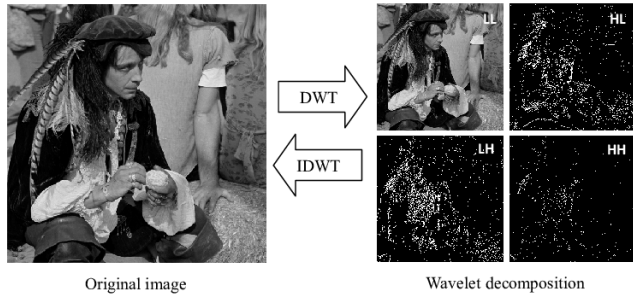 LL
HL
DWT
IDWT
LH
HH
Original image
Wavelet decomposition